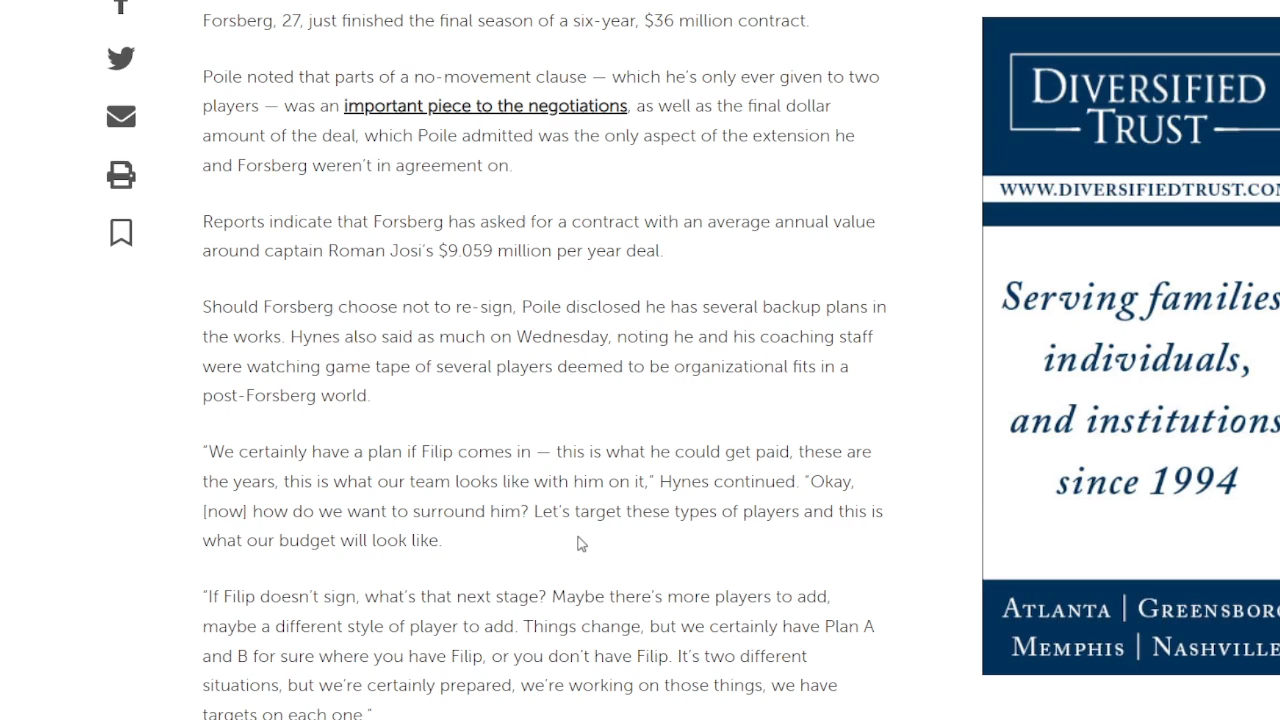 Forsberg, 27, just finished the final season of a six-year, $36 million contract.
Poile noted that parts of a no-movement clause — which he's only ever given to two
players — was an important piece to the negotiations, as well as the final dollar
amount of the deal, which Poile admitted was the only aspect of the extension he
and Forsberg weren't in agreement on.
Reports indicate that Forsberg has asked for a contract with an average annual value
around captain Roman Josi's $9.059 million per year deal.
Should Forsberg choose not to re-sign, Poile disclosed he has several backup plans in
the works. Hynes also said as much on Wednesday, noting he and his coaching staff
were watching game tape of several players deemed to be organizational fits in a
post-Forsberg world.
“We certainly have a plan if Filip comes in — this is what he could get paid, these are
the years, this is what our team looks like with him on it,” Hynes continued. “Okay,
[now] how do we want to surround him? Let's target these types of players and this is
what our budget will look like.
“If Filip doesn't sign, what's that next stage? Maybe there's more players to add,
maybe a different style of player to add. Things change, but we certainly have Plan A
and B for sure where you have Filip, or you don't have Filip. It's two different
situations, but we're certainly prepared, we're working on those things, we have
targets on each one.”
DIVERSIFIED
TRUST
WWW.DIVERSIFIEDTRUST.COM
Serving families
individuals,
and institutions
since 1994
ATLANTA | GREENSBORO
MEMPHIS | NASHVILLE